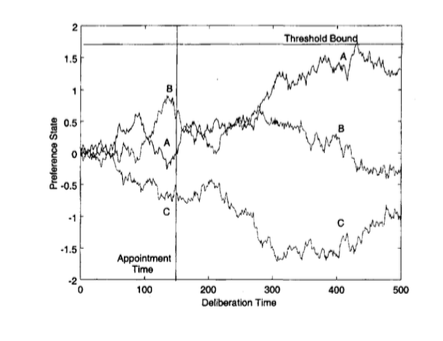 2
Threshold Bound
1.5
A
1
B
0.5
A
B
0
-0.5
C
C
-1
-1.5
Appointment
Time
-2
0
100
200
300
400
500
Deliberation Time
Preference State